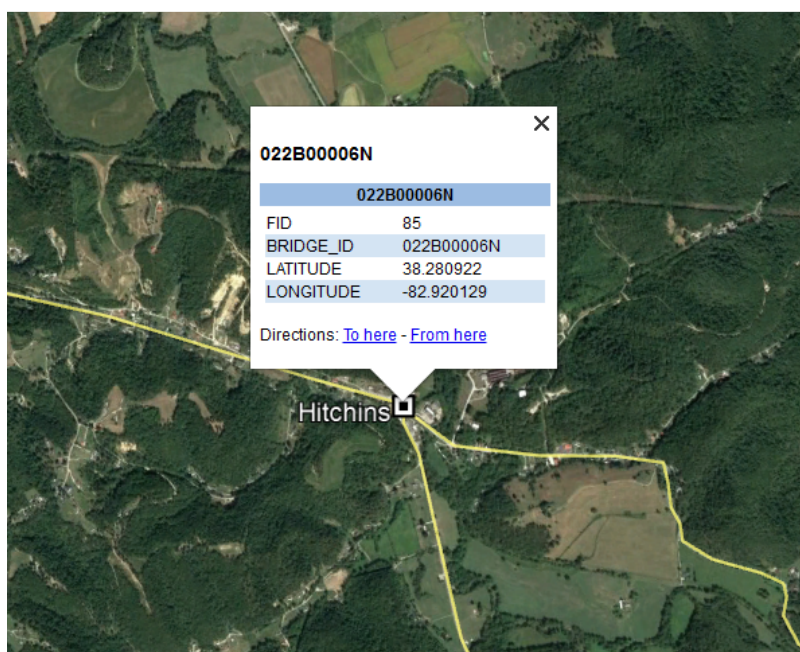 022B00006N
022B00006N
FID 85
BRIDGE_ID 022B00006N
LATITUDE 38.280922
LONGITUDE -82.920129
Directions: To here - From here
Hitchins